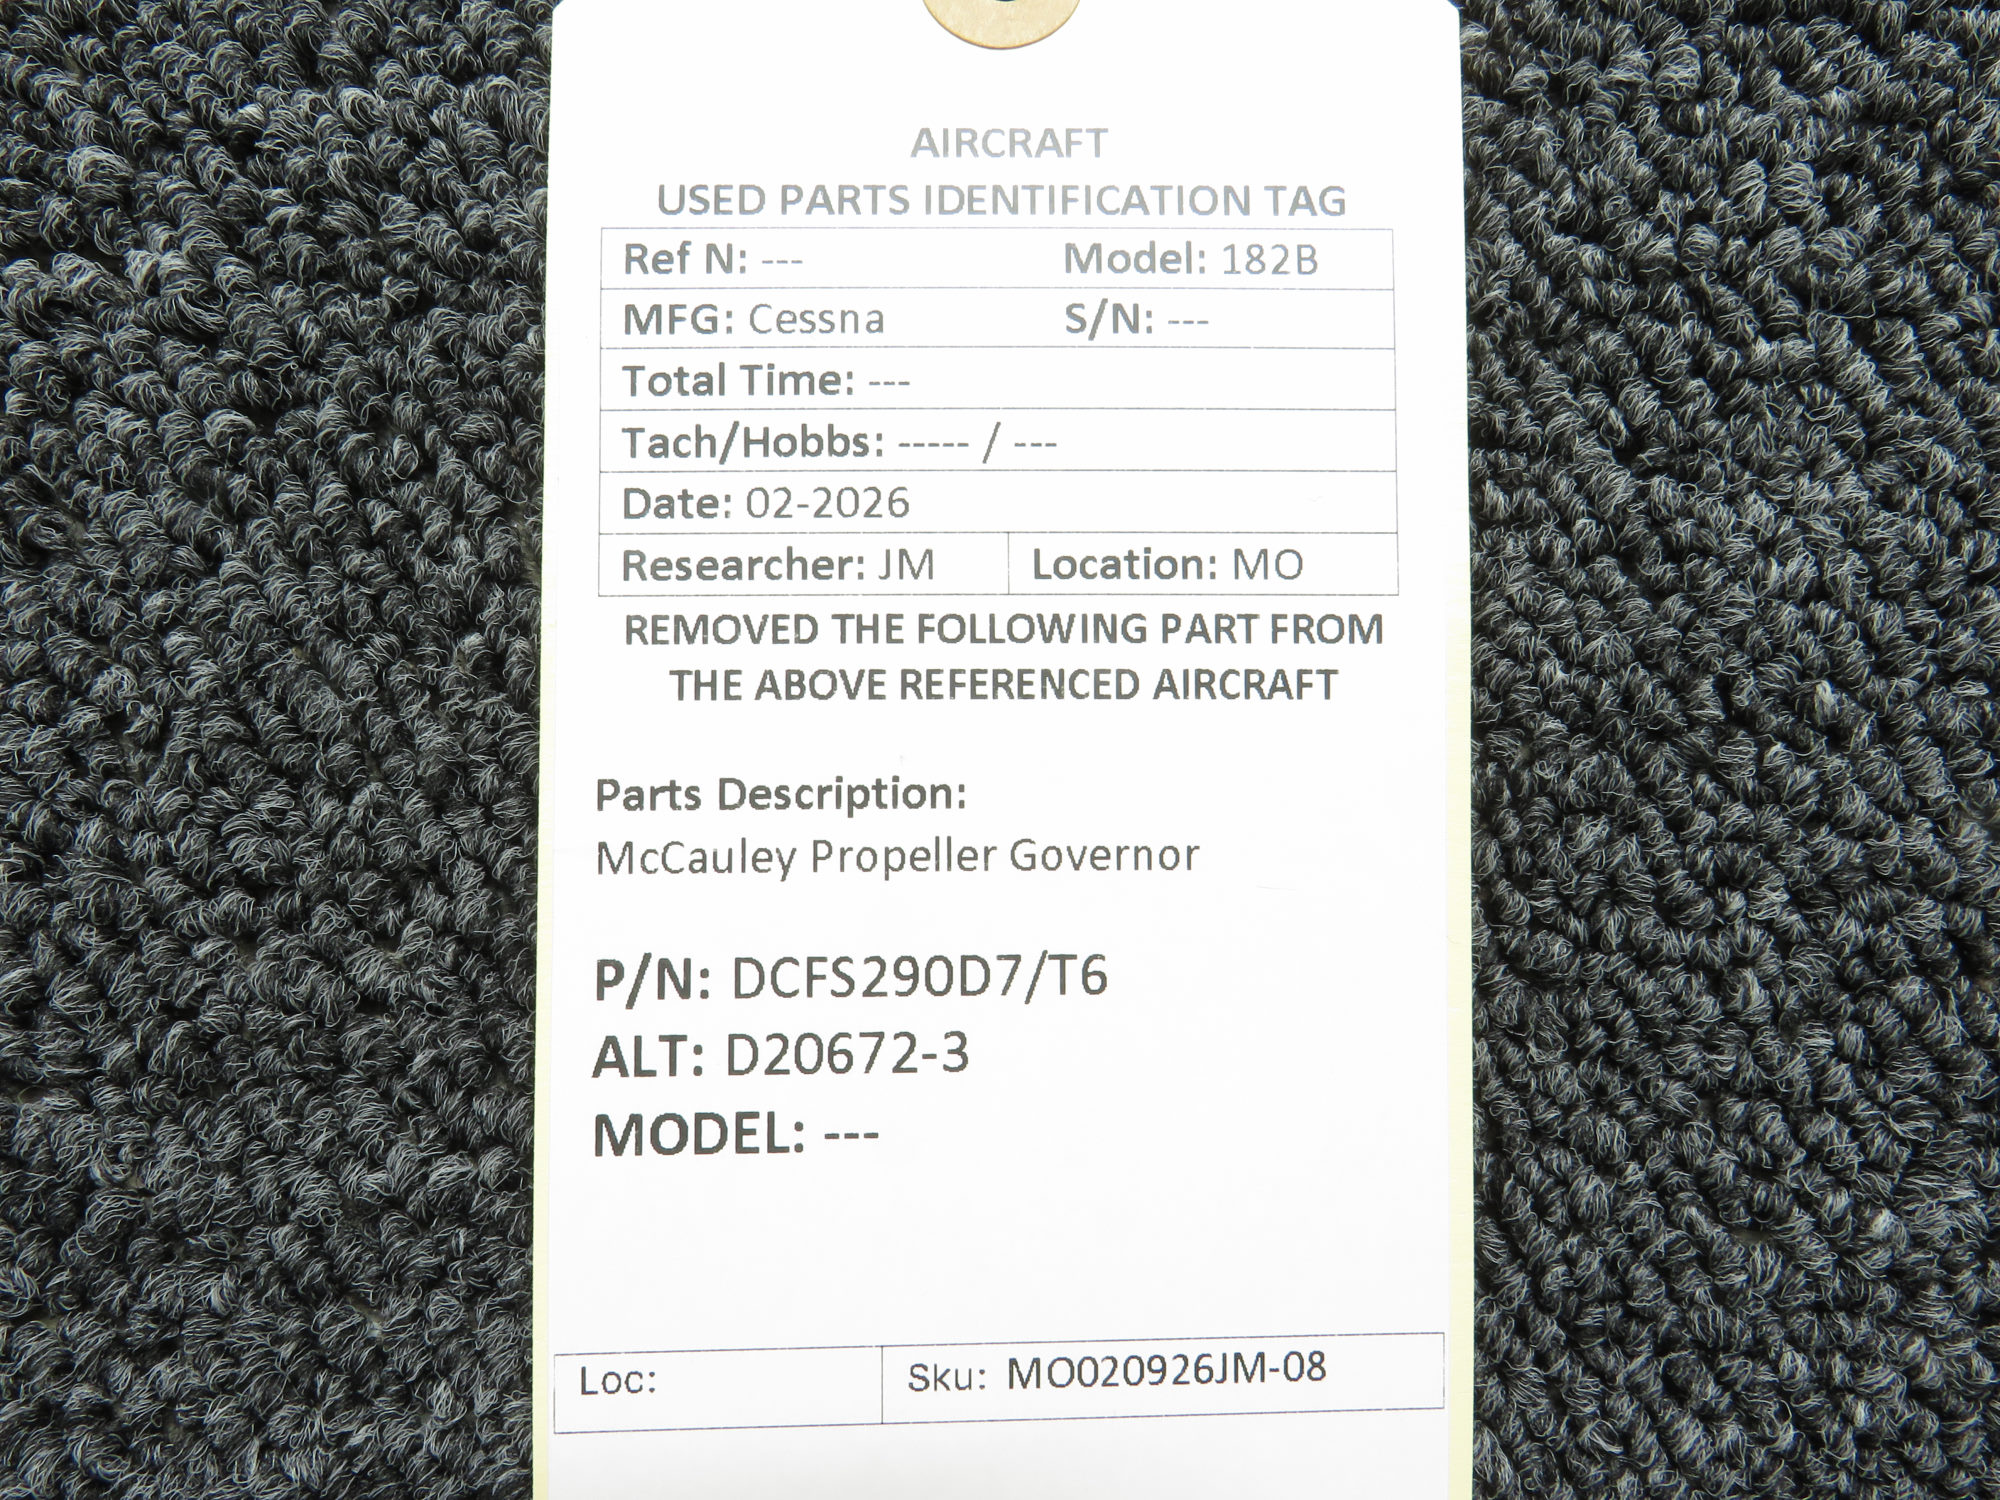 AIRCRAFT
USED PARTS IDENTIFICATION TAG
Ref N: --- Model: 182B
MFG: Cessna S/N: ---
Total Time: ---
Tach/Hobbs: ----- / ---
Date: 02-2026
Researcher: JM Location: MO
REMOVED THE FOLLOWING PART FROM
THE ABOVE REFERENCED AIRCRAFT
Parts Description:
McCauley Propeller Governor
P/N: DCFS290D7/T6
ALT: D20672-3
MODEL: ---
Loc: Sku: MO020926JM-08